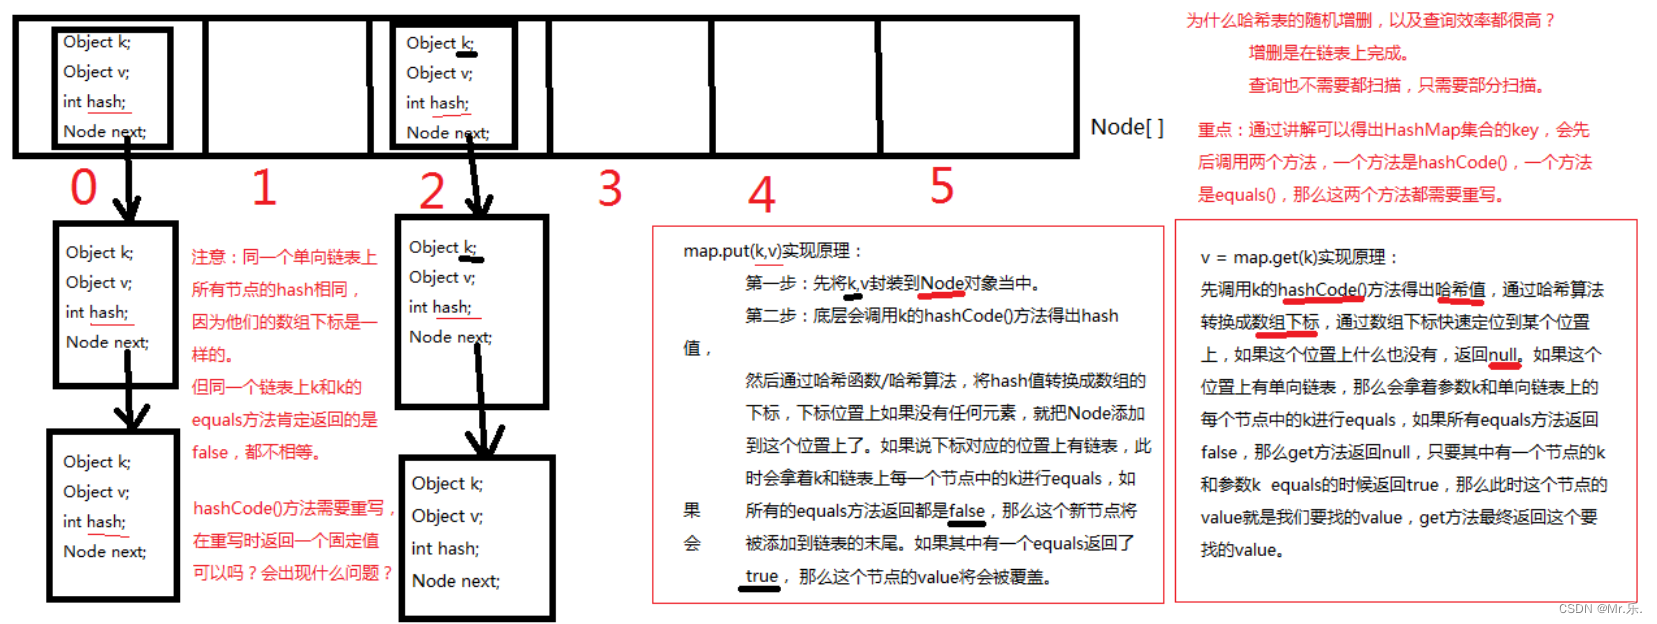 Object k;
Object v;
int hash;
Node next;
Object k;
Object v;
int hash;
Node next;
Node[ ]
0
1
2
3
4
5
Object k;
Object v;
int hash;
Node next;
Object k;
Object v;
int hash;
Node next;
Object k;
Object v;
int hash;
Node next;
Object k;
Object v;
int hash;
Node next;
注意：同一个单向链表上
所有节点的hash相同，
因为他们的数组下标是一
样的。
但同一个链表上k和k的
equals方法肯定返回的是
false，都不相等。
hashCode()方法需要重写，
在重写时返回一个固定值
可以吗？会出现什么问题？
为什么哈希表的随机增删，以及查询效率都很高？
增删是在链表上完成。
查询也不需要都扫描，只需要部分扫描。
重点：通过讲解可以得出HashMap集合的key，会先
后调用两个方法，一个方法是hashCode()，一个方法
是equals()，那么这两个方法都需要重写。
map.put(k,v)实现原理：
第一步：先将k,v封装到Node对象当中。
第二步：底层会调用k的hashCode()方法得出hash
值，
然后通过哈希函数/哈希算法，将hash值转换成数组的
下标，下标位置上如果没有任何元素，就把Node添加
到这个位置上了。如果说下标对应的位置上有链表，此
时会拿着k和链表上每一个节点中的k进行equals，如
果 所有的equals方法返回都是false，那么这个新节点将
会 被添加到链表的末尾。如果其中有一个equals返回了
true，那么这个节点的value将会被覆盖。
v = map.get(k)实现原理：
先调用k的hashCode()方法得出哈希值，通过哈希算法
转换成数组下标，通过数组下标快速定位到某个位置
上，如果这个位置上什么也没有，返回null。如果这个
位置上有单向链表，那么会拿着参数k和单向链表上的
每个节点中的k进行equals，如果所有equals方法返回
false，那么get方法返回null，只要其中有一个节点的k
和参数k equals的时候返回true，那么此时这个节点的
value就是我们要找的value，get方法最终返回这个要
找的value。
CSDN @Mr.乐.